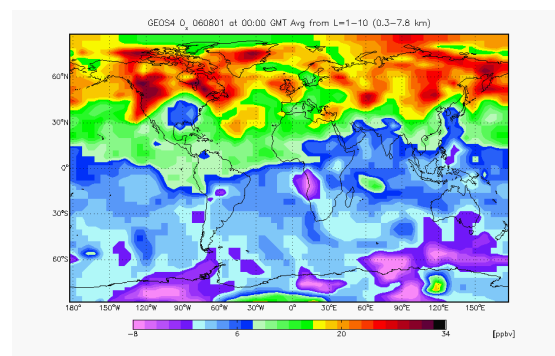 GEOS4 Ox 060801 at 00:00 GMT Avg from L=1-10 (0.3-7.8 km)
60°N
30°N
0°
30°S
60°S
180° 150°W 120°W 90°W 60°W 30°W 0° 30°E 60°E 90°E 120°E 150°E
-8 6 20 34 [ppbv]